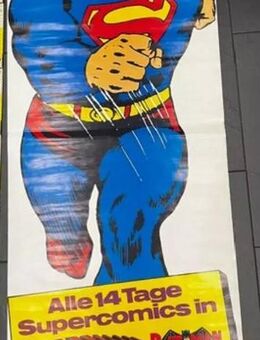 Alle 14 Tage
Supercomics in